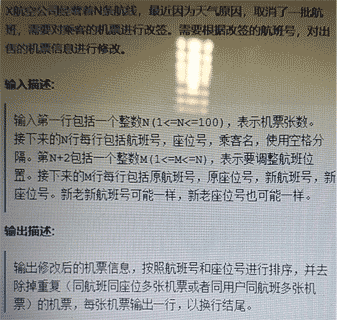 X航空公司经营着N条航线，最近因为天气原因，取消了一批航
班，需要对乘客的机票进行改签。需要根据改签的航班号，对出
售的机票信息进行修改。
输入描述：
输入第一行包括一个整数N(1<=N<=100)，表示机票张数。
接下来的N行每行包括航班号，座位号，乘客名，使用空格分
隔。第N+2包括一个整数M(1<=M<=N)，表示要调整航班位
置。接下来的M行每行包括原航班号，原座位号，新航班号，新
座位号。新老新航班号可能一样，新老座位号也可能一样。
输出描述：
输出修改后的机票信息，按照航班号和座位号进行排序，并去
除掉重复（同航班同座位多张机票或者同用户同航班多张机
票）的机票，每张机票输出一行，以换行结尾。